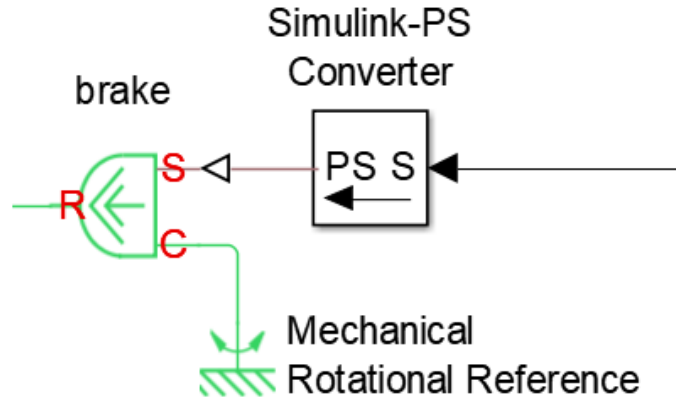 Simulink-PS
Converter
brake
S
PS S
R
C
Mechanical
Rotational Reference